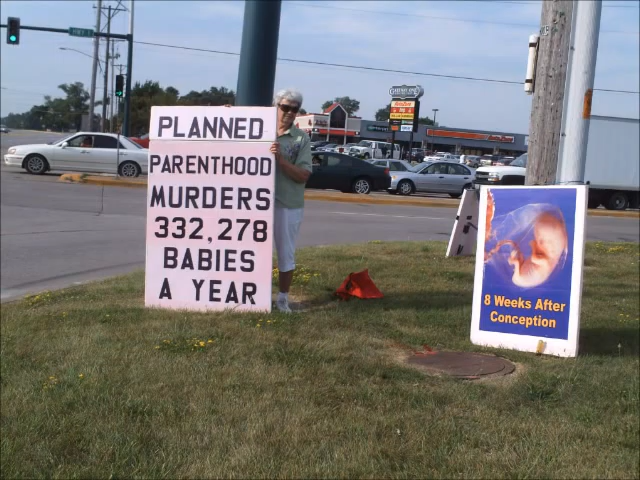 PLANNED
PARENTHOOD
MURDERS
332,278
BABIES
A YEAR
8 Weeks After
Conception